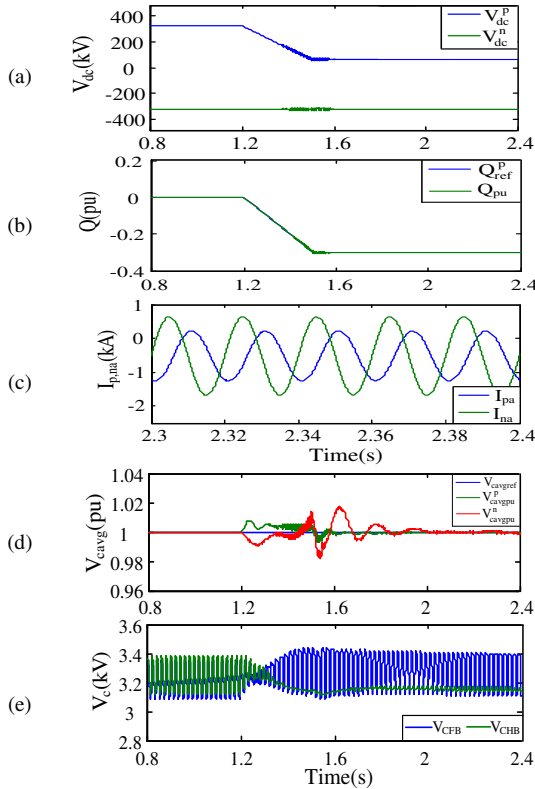 (a)
V_dc(kV)
400
200
0
-200
-400
V_dc^p
V_dc^n
0.8 1.2 1.6 2 2.4
(b)
Q(pu)
0.2
0
-0.2
-0.4
Q_ref^p
Q_pu
0.8 1.2 1.6 2 2.4
(c)
I_p,na(kA)
1
0
-1
-2
I_pa
I_na
2.3 2.32 2.34 2.36 2.38 2.4
Time(s)
(d)
V_cavg(pu)
1.04
1.02
1
0.98
0.96
V_cavgref
V_cavgpu^p
V_cavgpu^n
0.8 1.2 1.6 2 2.4
(e)
V_c(kV)
3.6
3.4
3.2
3
2.8
V_CFB V_CHB
0.8 1.2 1.6 2 2.4
Time(s)